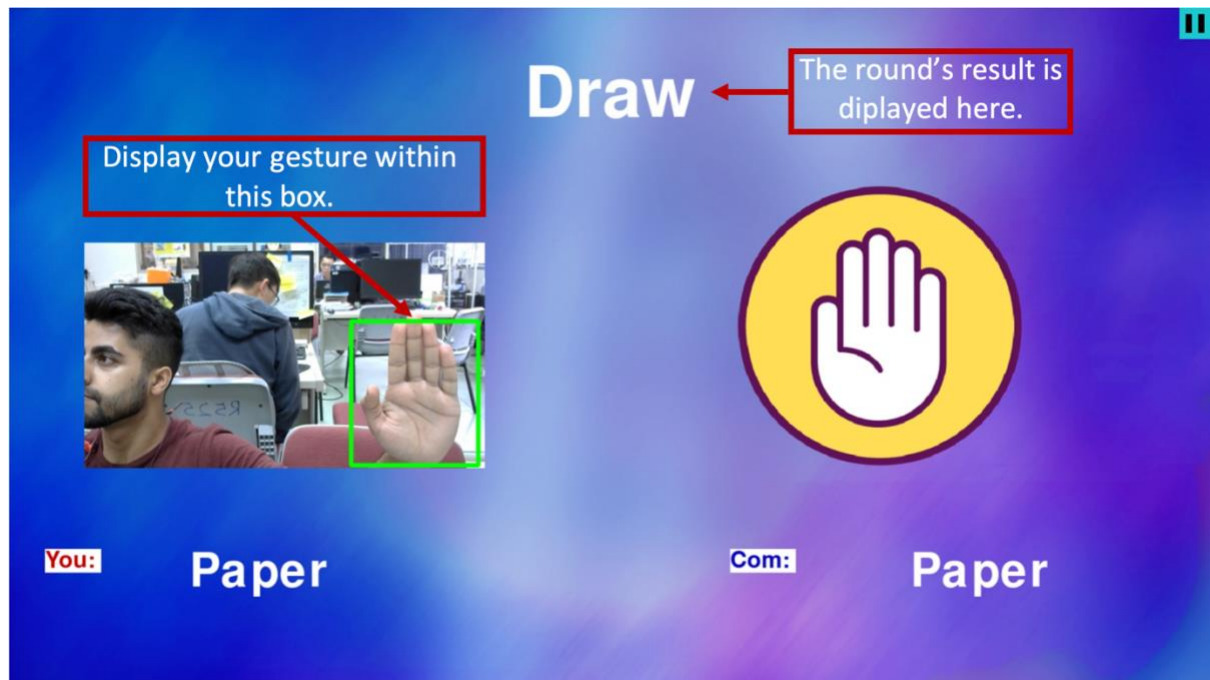 Draw
The round's result is
diplayed here.
Display your gesture within
this box.
You:
Paper
Com:
Paper